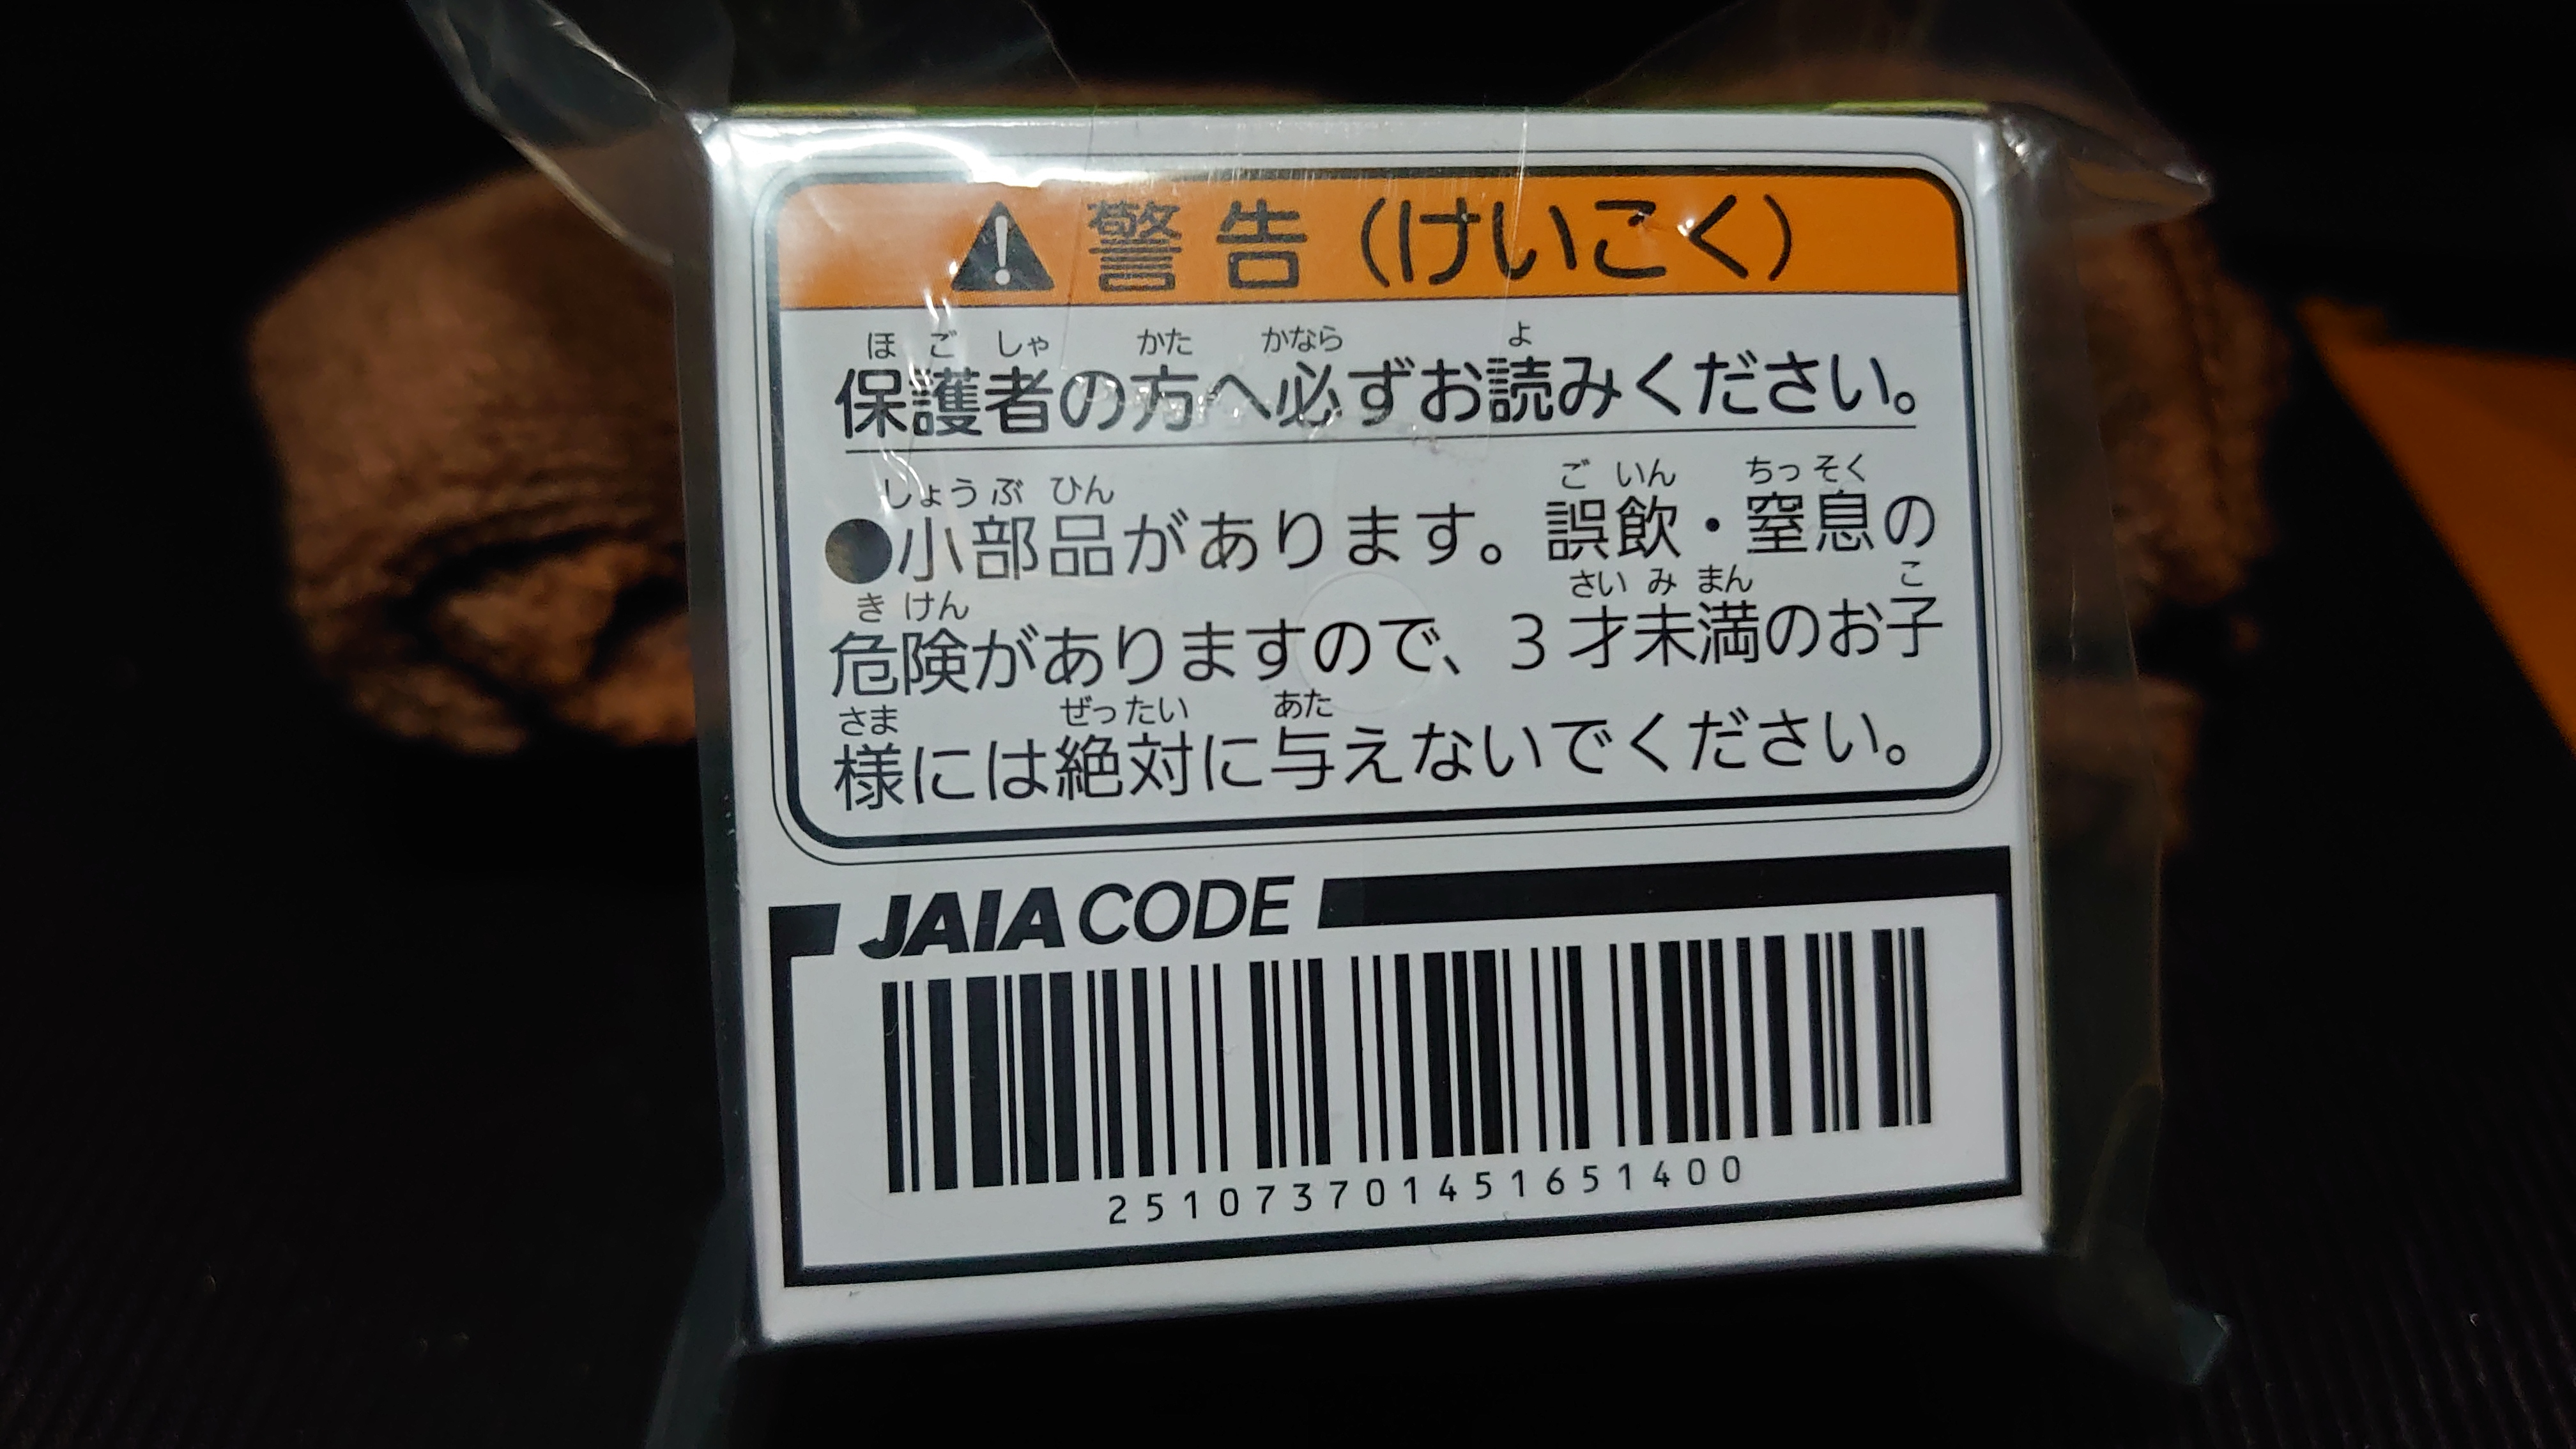 警告（けいこく）
ほ ご しゃ かた かなら よ
保護者の方へ必ずお読みください。
しょう ぶ ひん ご いん ちっ そく
●小部品があります。誤飲・窒息の
き けん さい み まん こ
危険がありますので、3才未満のお子
さま ぜっ たい あた
様には絶対に与えないでください。
JAIA CODE
251073701451651400